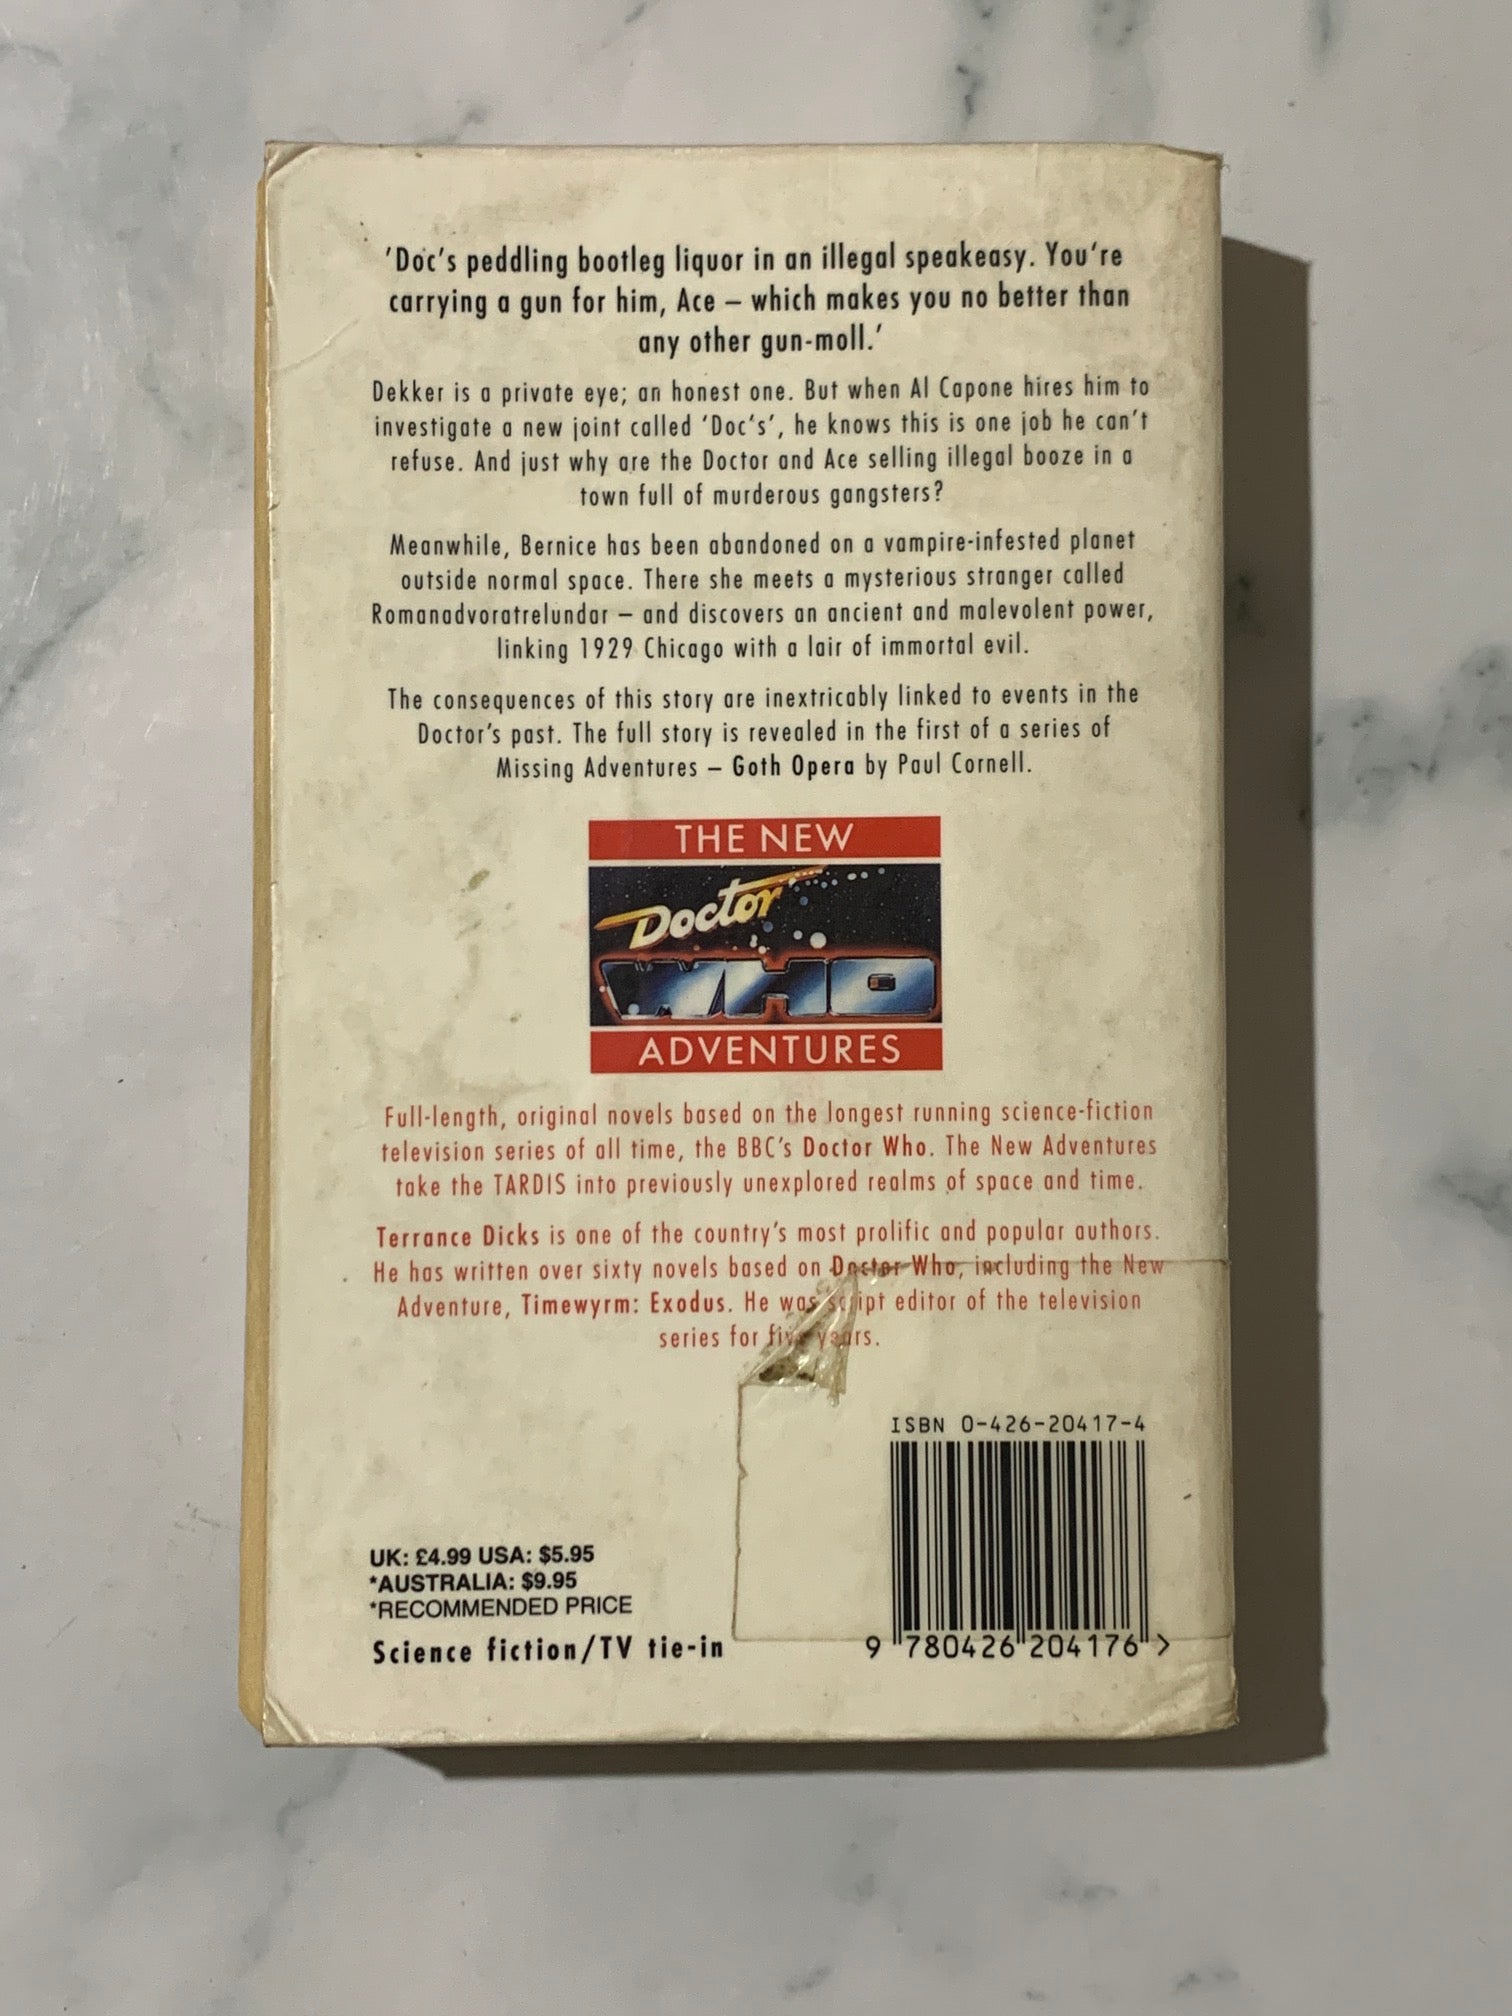 'Doc's peddling bootleg liquor in an illegal speakeasy. You're
carrying a gun for him, Ace – which makes you no better than
any other gun-moll.'
Dekker is a private eye; an honest one. But when Al Capone hires him to
investigate a new joint called 'Doc's', he knows this is one job he can't
refuse. And just why are the Doctor and Ace selling illegal booze in a
town full of murderous gangsters?
Meanwhile, Bernice has been abandoned on a vampire-infested planet
outside normal space. There she meets a mysterious stranger called
Romanadvoratrelundar – and discovers an ancient and malevolent power,
linking 1929 Chicago with a lair of immortal evil.
The consequences of this story are inextricably linked to events in the
Doctor's past. The full story is revealed in the first of a series of
Missing Adventures – Goth Opera by Paul Cornell.
THE NEW
Doctor
WHO
ADVENTURES
Full-length, original novels based on the longest running science-fiction
television series of all time, the BBC's Doctor Who. The New Adventures
take the TARDIS into previously unexplored realms of space and time.
Terrance Dicks is one of the country's most prolific and popular authors.
He has written over sixty novels based on Doctor Who, including the New
Adventure, Timewyrm: Exodus. He was script editor of the television
series for five years.
ISBN 0-426-20417-4
9 780426 204176 >
UK: £4.99 USA: $5.95
*AUSTRALIA: $9.95
*RECOMMENDED PRICE
Science fiction/TV tie-in